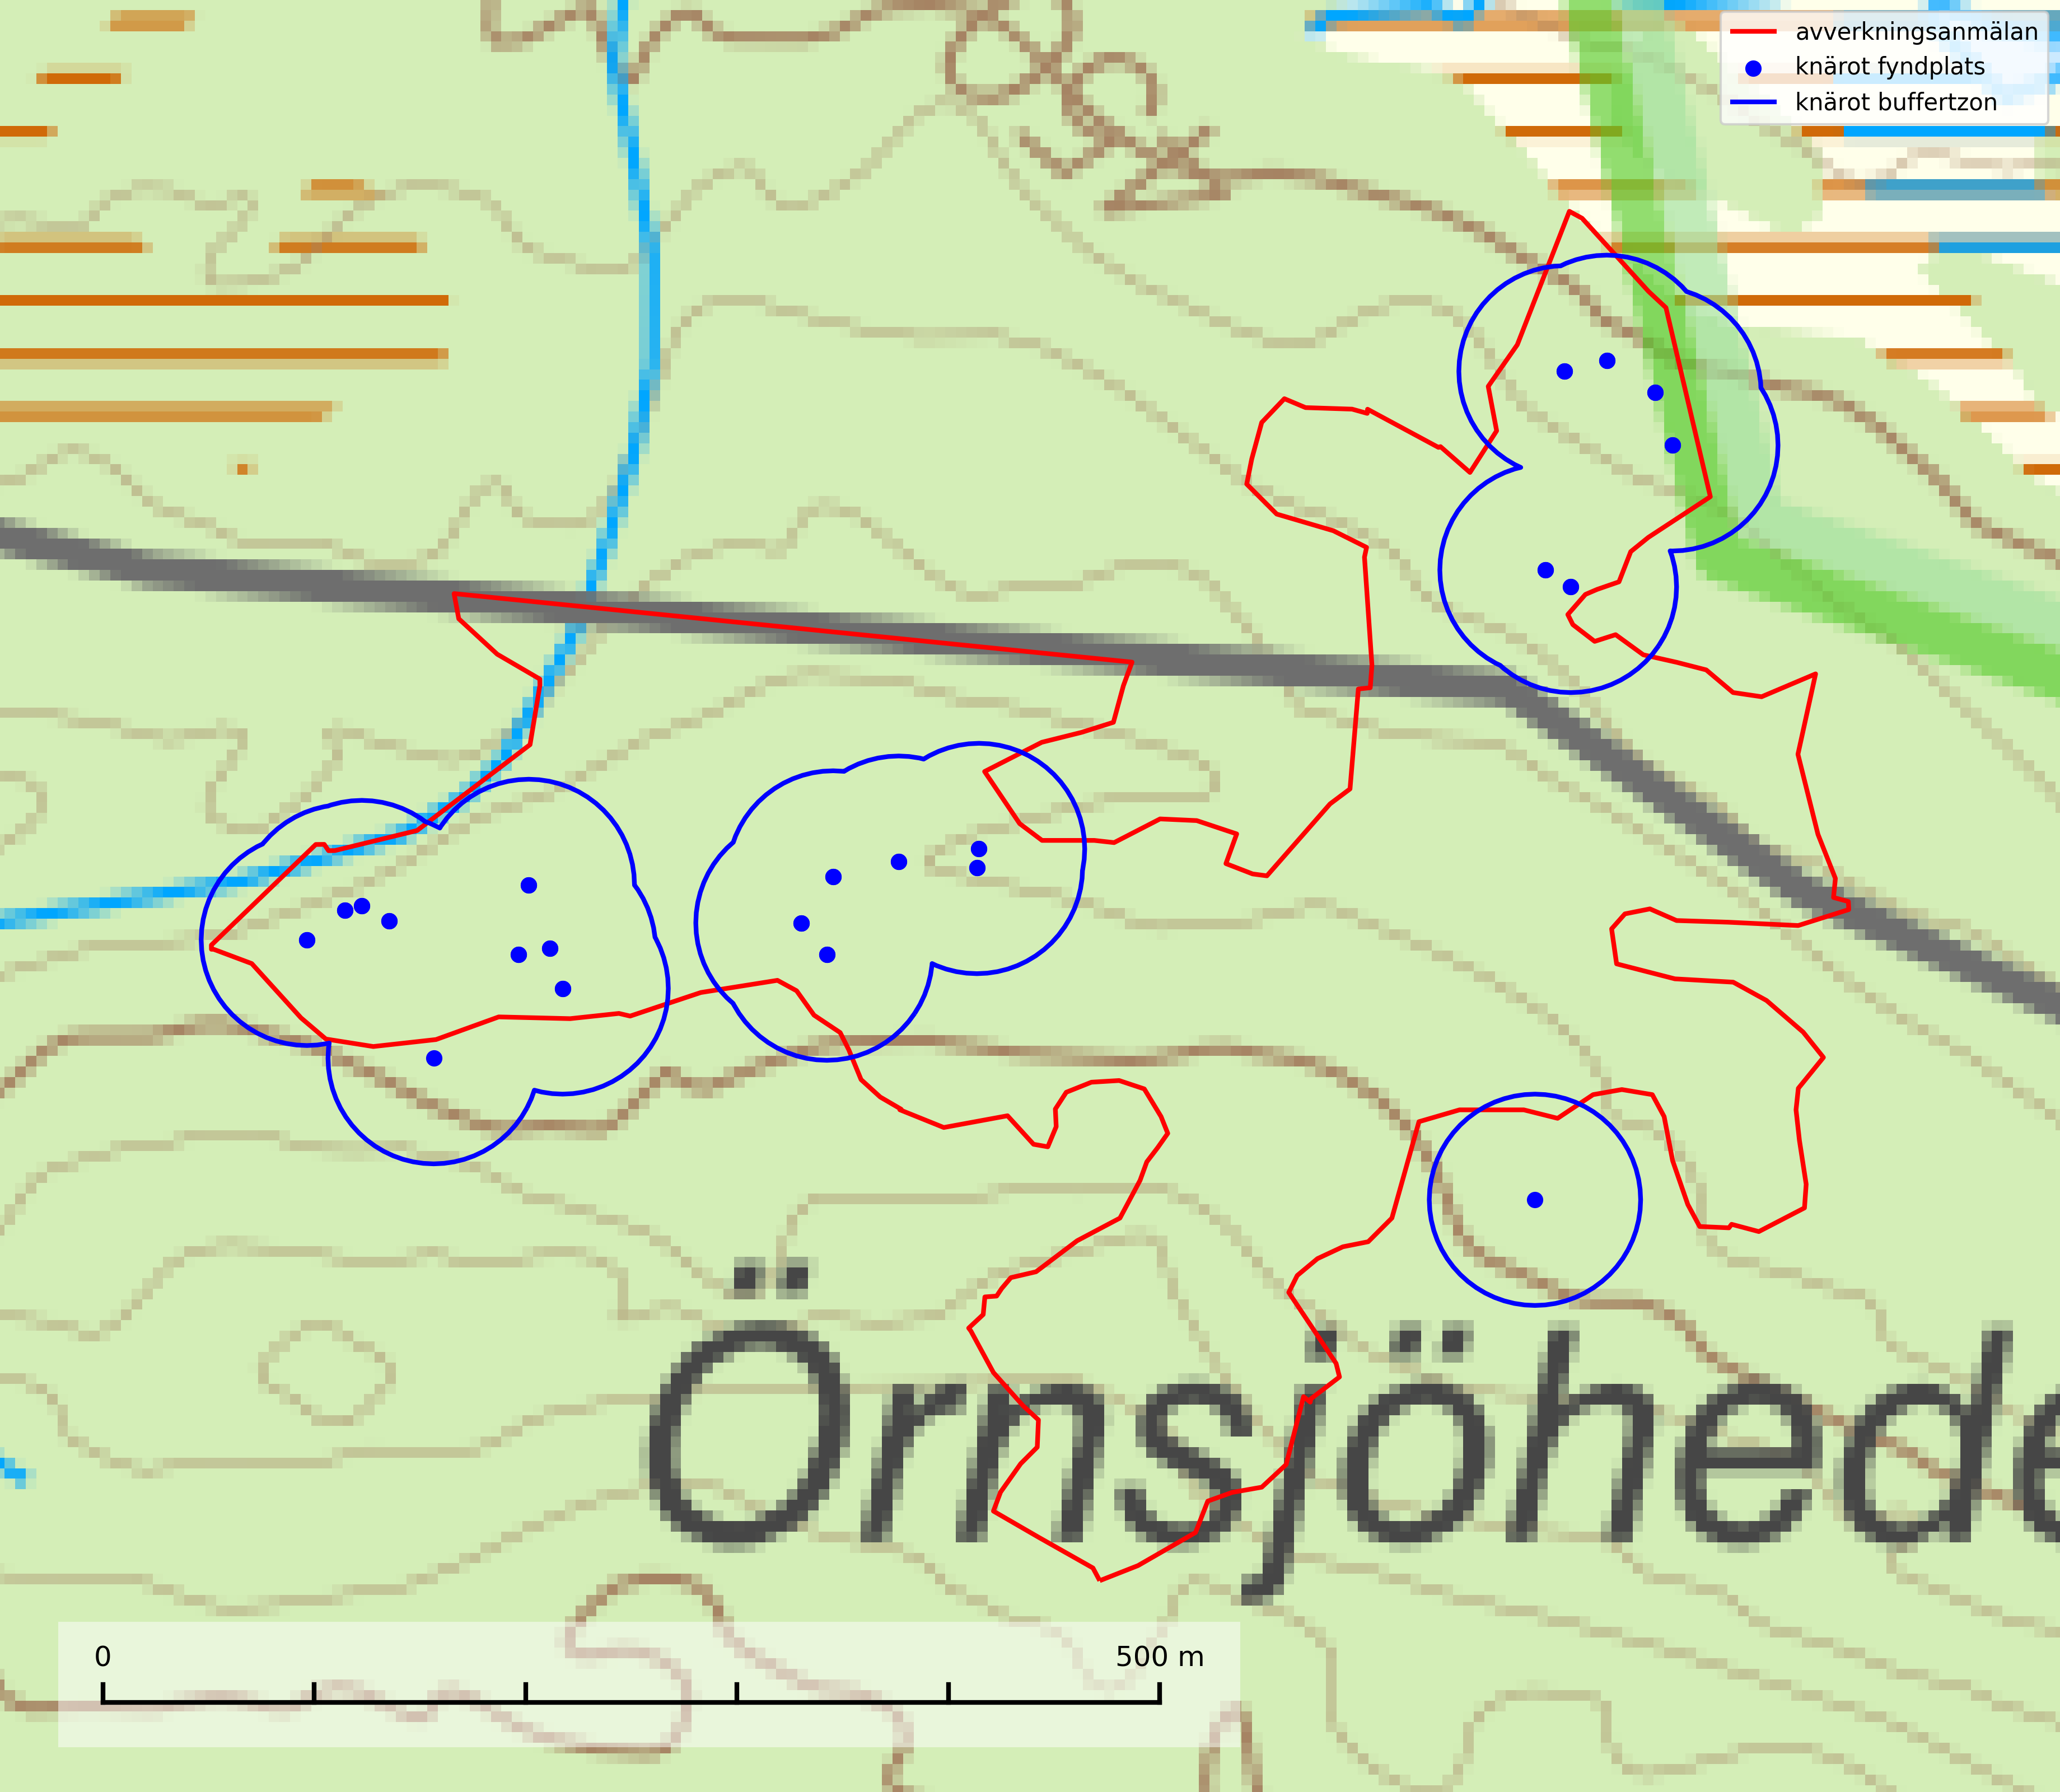 avverkningsanmälan
knärot fyndplats
knärot buffertzon
Örnsjöhede
0 500 m